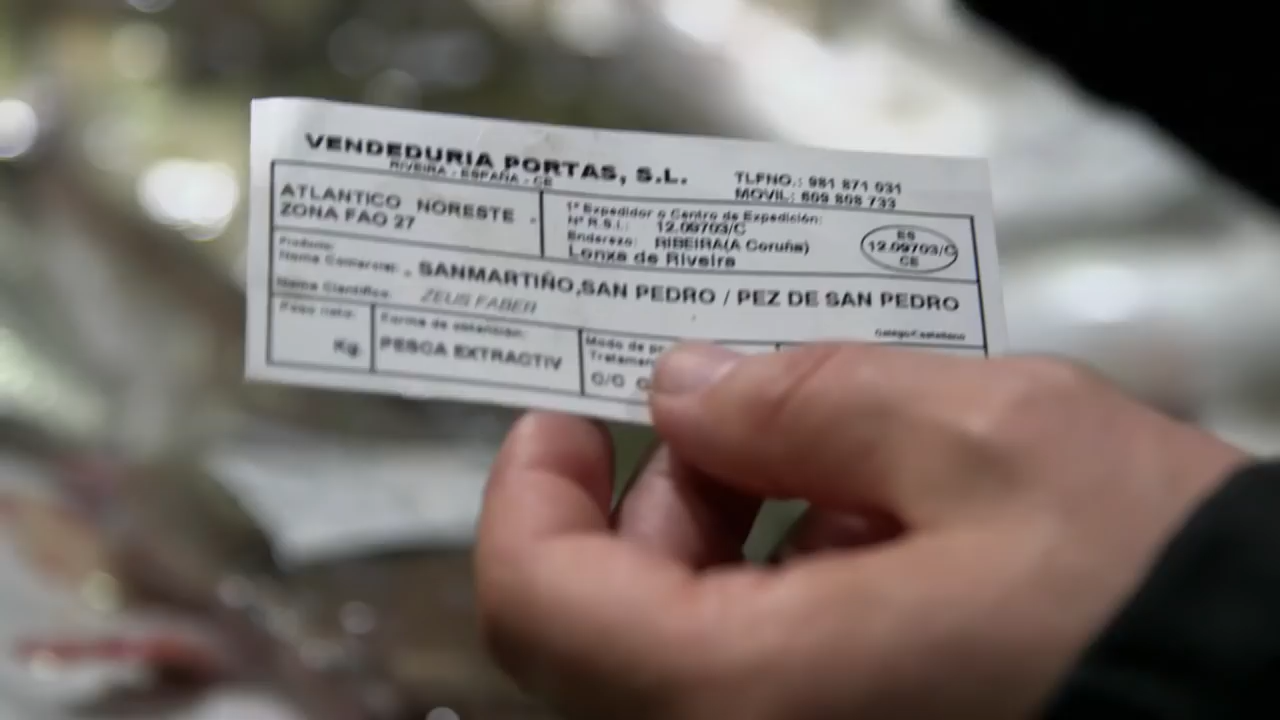 VENDEDURIA PORTAS, S.L.
RIVEIRA - ESPAÑA - CE
TLFNO.: 981 871 031
MOVIL: 609 808 733
ATLANTICO NORESTE -
ZONA FAO 27
1º Expedidor o Centro de Expedición:
Nº R.S.I.: 12.09703/C
Enderezo: RIBEIRA(A Coruña)
Lonxa de Riveira
ES
12.09703/C
CE
Producto:
Nome Comercial: . SANMARTIÑO,SAN PEDRO / PEZ DE SAN PEDRO
Nome Científico: ZEUS FABER
Galego/Castellano
Peso neto:
Kg.
Forma de obtención:
PESCA EXTRACTIV
Modo de